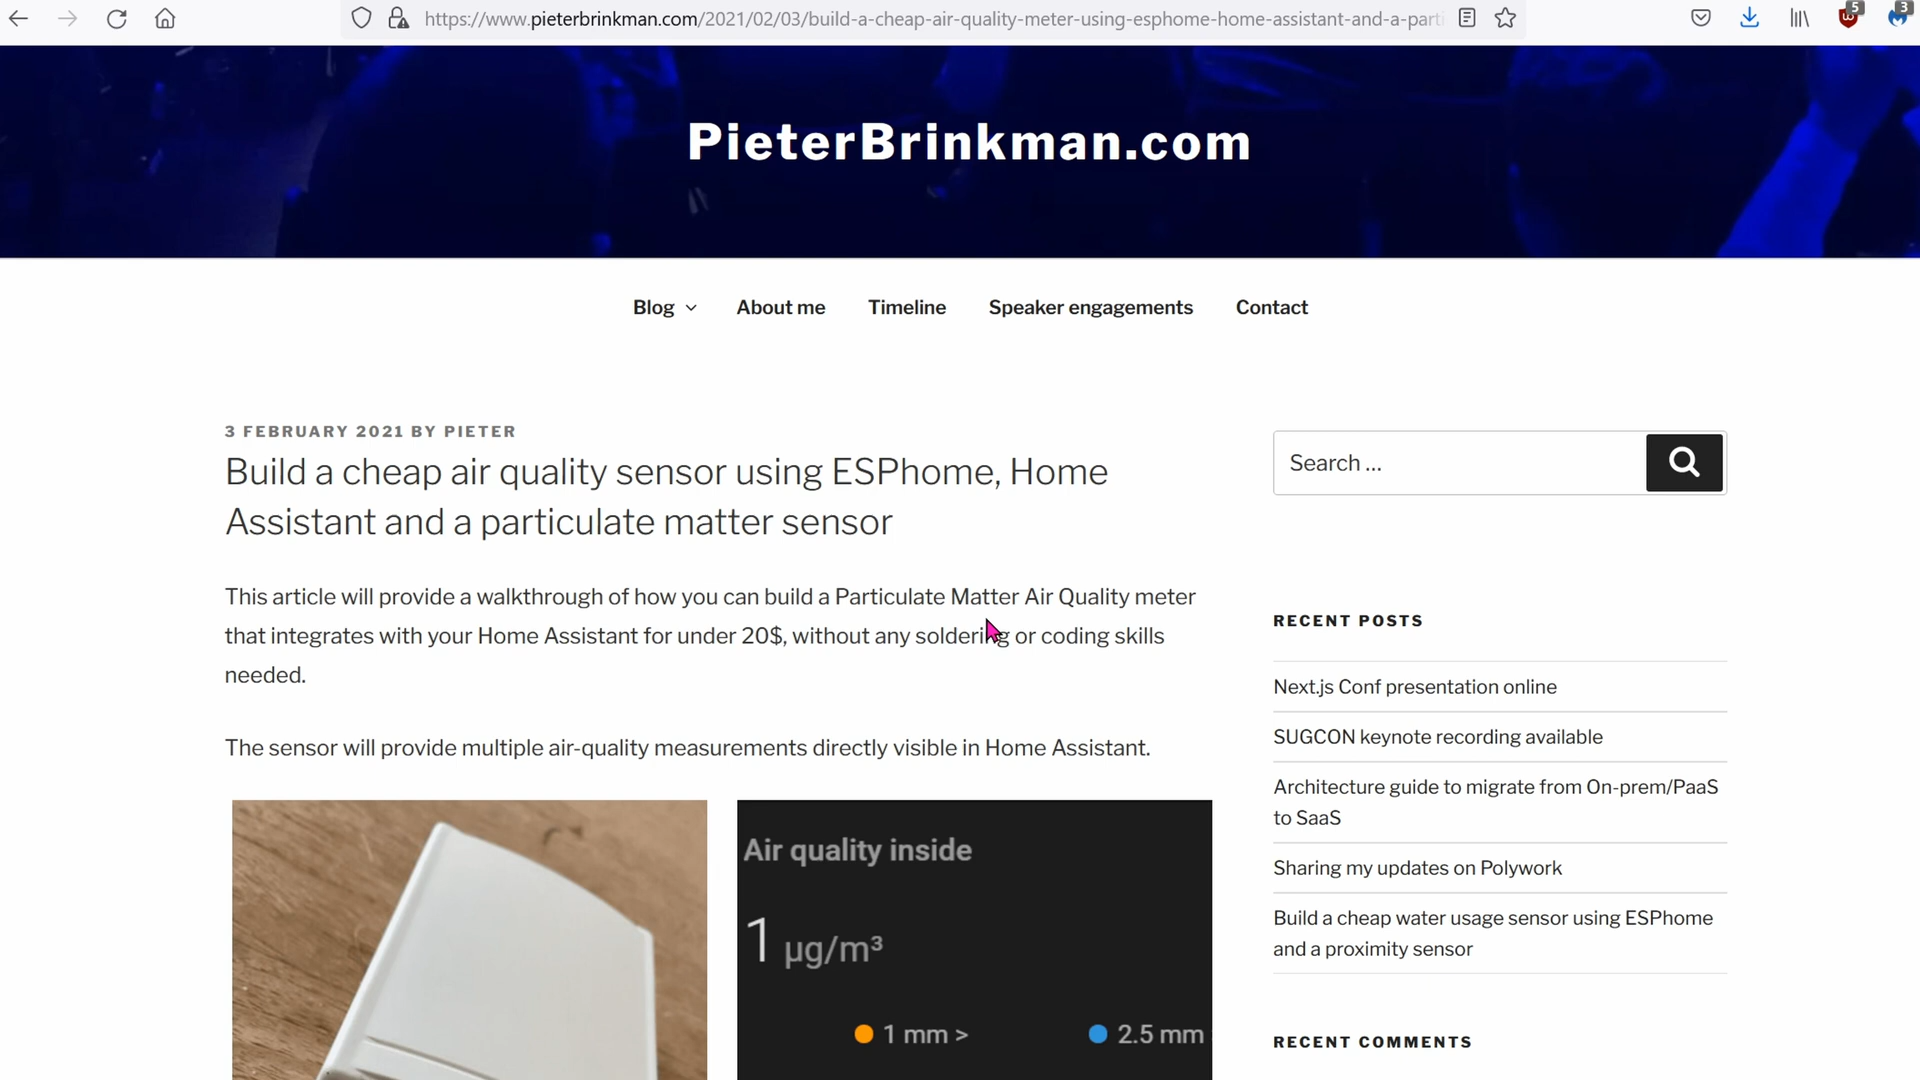 https://www.pieterbrinkman.com/2021/02/03/build-a-cheap-air-quality-meter-using-esphome-home-assistant-and-a-parti
5
3
PieterBrinkman.com
Blog About me Timeline Speaker engagements Contact
3 FEBRUARY 2021 BY PIETER
Build a cheap air quality sensor using ESPhome, Home
Assistant and a particulate matter sensor
This article will provide a walkthrough of how you can build a Particulate Matter Air Quality meter
that integrates with your Home Assistant for under 20$, without any soldering or coding skills
needed.
The sensor will provide multiple air-quality measurements directly visible in Home Assistant.
Air quality inside
1 µg/m³
1 mm >
2.5 mm
Search ...
RECENT POSTS
Next.js Conf presentation online
SUGCON keynote recording available
Architecture guide to migrate from On-prem/PaaS
to SaaS
Sharing my updates on Polywork
Build a cheap water usage sensor using ESPhome
and a proximity sensor
RECENT COMMENTS